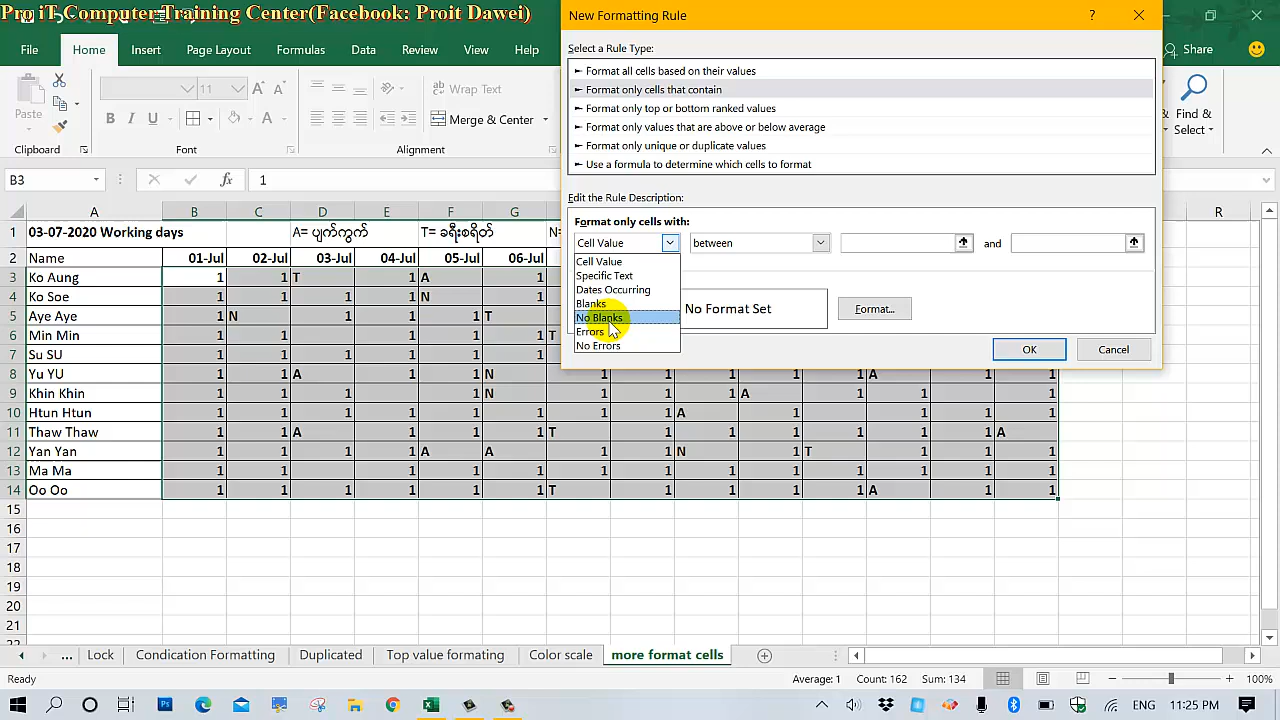 Pro iT Computer Training Center(Facebook: Proit Dawei)
New Formatting Rule
File Home Insert Page Layout Formulas Data Review View Help
Share
Paste
11
Wrap Text
Merge & Center
Find & Select
Clipboard Font Alignment
B3 fx 1
Select a Rule Type:
► Format all cells based on their values
► Format only cells that contain
► Format only top or bottom ranked values
► Format only values that are above or below average
► Format only unique or duplicate values
► Use a formula to determine which cells to format
Edit the Rule Description:
Format only cells with:
Cell Value between and
Cell Value
Specific Text
Dates Occurring
Blanks
No Blanks
Errors
No Errors
No Format Set
Format...
OK Cancel
A B C D E F G R
1 03-07-2020 Working days A= ပျက်ကွက် T= ခရီးစရိတ်
2 Name 01-Jul 02-Jul 03-Jul 04-Jul 05-Jul 06-Jul
3 Ko Aung 1 1 T 1 A 1
4 Ko Soe 1 1 1 1 N 1
5 Aye Aye 1 N 1 1 1 T
6 Min Min 1 1 1 1 1 1 T
7 Su SU 1 1 1 1 1 1
8 Yu YU 1 1 A 1 N 1 1 1 1 A 1 1
9 Khin Khin 1 1 1 1 N 1 1 1 A 1 1 1
10 Htun Htun 1 1 1 1 1 1 1 A 1 1 1
11 Thaw Thaw 1 1 A 1 1 1 T 1 1 1 1 1 A
12 Yan Yan 1 1 1 1 A A 1 1 N 1 T 1 1 1
13 Ma Ma 1 1 1 1 1 1 1 1 1 1 1 1 1
14 Oo Oo 1 1 1 1 1 1 T 1 1 1 1 A 1 1
15
16
17
18
19
20
21
... Lock Condication Formatting Duplicated Top value formating Color scale more format cells
Ready Average: 1 Count: 162 Sum: 134 100%
ENG 11:25 PM